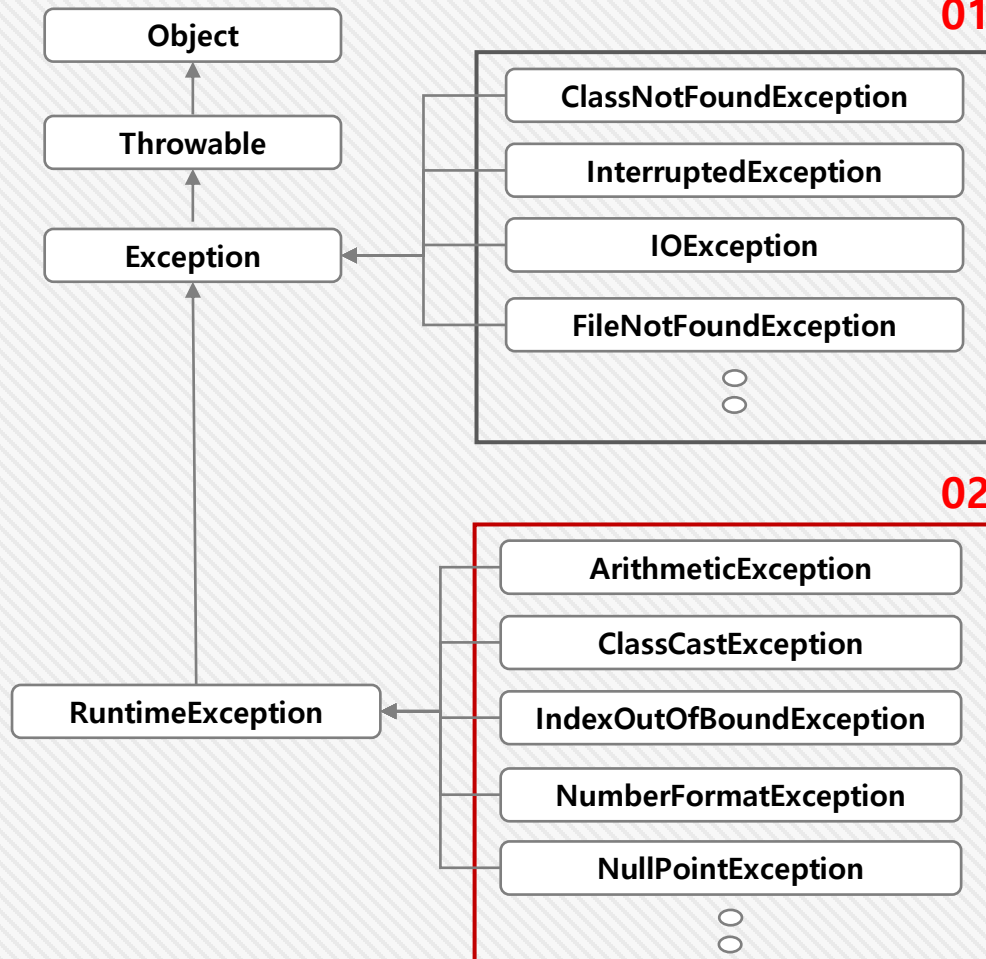 Object
Throwable
Exception
RuntimeException
01
ClassNotFoundException
InterruptedException
IOException
FileNotFoundException
02
ArithmeticException
ClassCastException
IndexOutOfBoundException
NumberFormatException
NullPointException